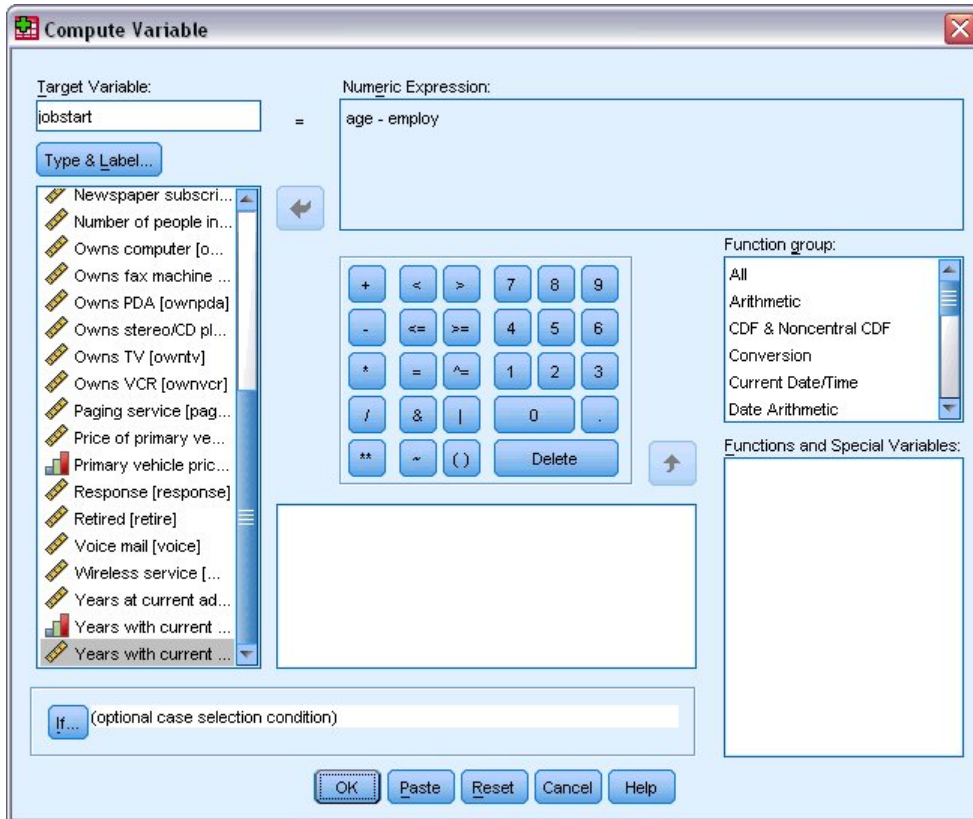 Compute Variable
Target Variable:
jobstart
=
Numeric Expression:
age - employ
Type & Label...
Newspaper subscri...
Number of people in...
Owns computer [o...
Owns fax machine ...
Owns PDA [ownpda]
Owns stereo/CD pl...
Owns TV [owntv]
Owns VCR [ownvcr]
Paging service [pag...
Price of primary ve...
Primary vehicle pric...
Response [response]
Retired [retire]
Voice mail [voice]
Wireless service [...
Years at current ad...
Years with current ...
Years with current ...
+ < > 7 8 9
- <= >= 4 5 6
* = ^= 1 2 3
/ & | 0 .
** ~ ( ) Delete
Function group:
All
Arithmetic
CDF & Noncentral CDF
Conversion
Current Date/Time
Date Arithmetic
Functions and Special Variables:
If... (optional case selection condition)
OK Paste Reset Cancel Help